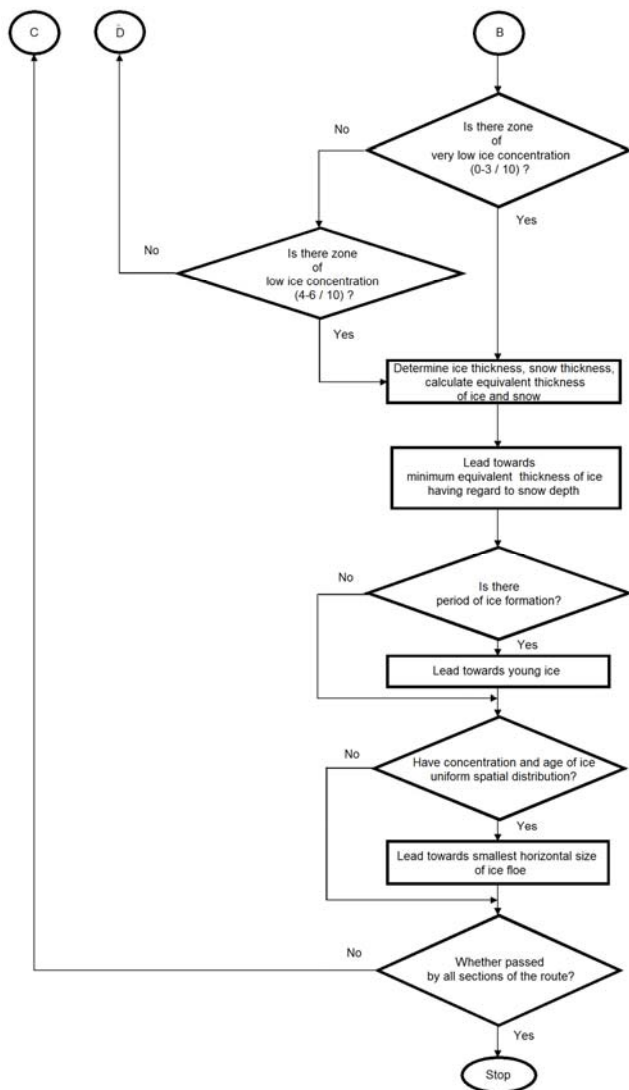 C
D
B
Is there zone
of
very low ice concentration
(0-3 / 10) ?
No
Yes
Is there zone
of
low ice concentration
(4-6 / 10) ?
No
Yes
Determine ice thickness, snow thickness,
calculate equivalent thickness
of ice and snow
Lead towards
minimum equivalent thickness of ice
having regard to snow depth
Is there
period of ice formation?
No
Yes
Lead towards young ice
Have concentration and age of ice
uniform spatial distribution?
No
Yes
Lead towards smallest horizontal size
of ice floe
Whether passed
by all sections of the route?
No
Yes
Stop